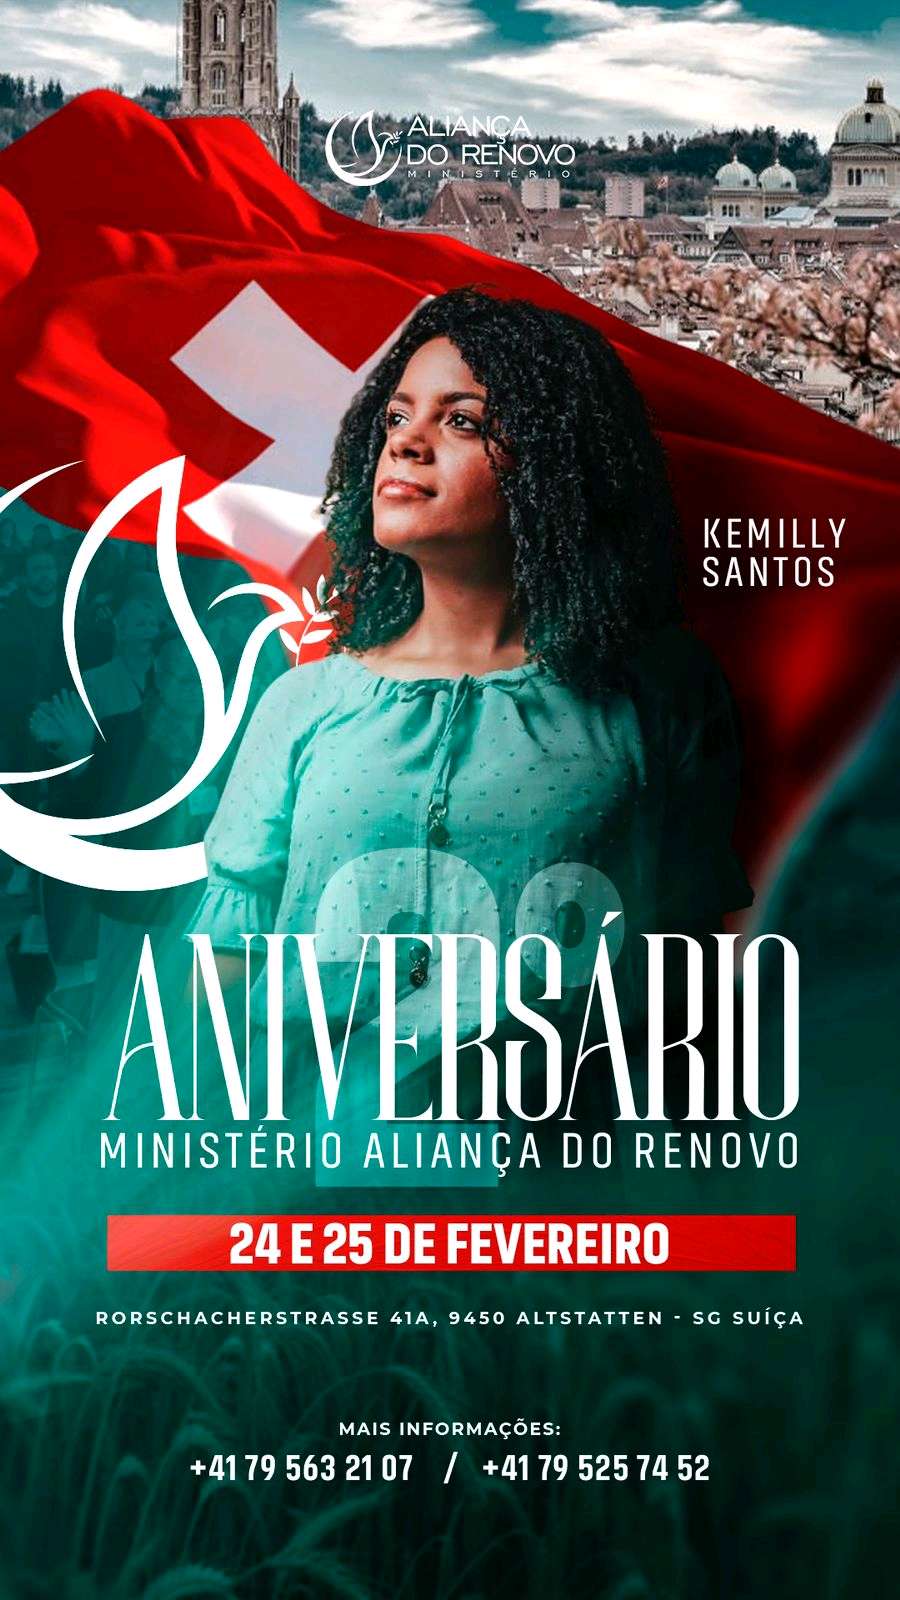 ALIANÇA
DO RENOVO
MINISTÉRIO
KEMILLY
SANTOS
2º
ANIVERSÁRIO
MINISTÉRIO ALIANÇA DO RENOVO
24 E 25 DE FEVEREIRO
RORSCHACHERSTRASSE 41A, 9450 ALTSTATTEN - SG SUÍÇA
MAIS INFORMAÇÕES:
+41 79 563 21 07 / +41 79 525 74 52